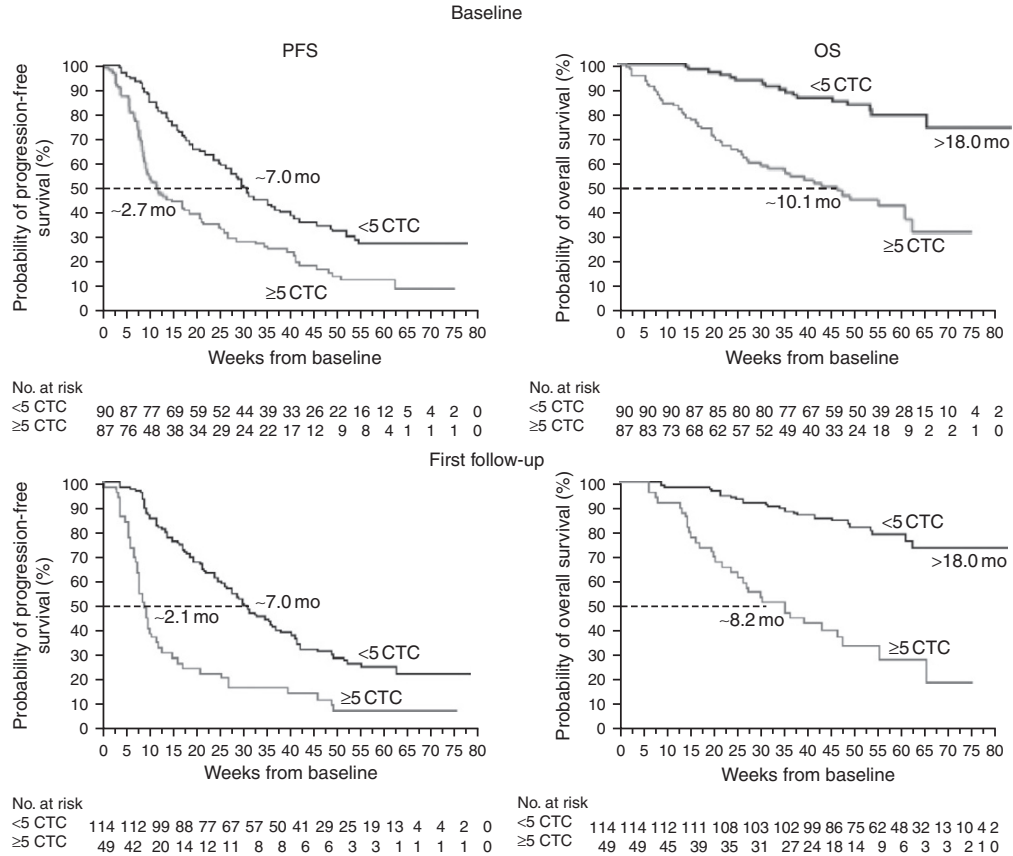 Baseline
PFS
Probability of progression-free
survival (%)
100
90
80
70
60
50
40
30
20
10
0
~7.0 mo
~2.7 mo
<5 CTC
≥5 CTC
0 5 10 15 20 25 30 35 40 45 50 55 60 65 70 75 80
Weeks from baseline
No. at risk
<5 CTC 90 87 77 69 59 52 44 39 33 26 22 16 12 5 4 2 0
≥5 CTC 87 76 48 38 34 29 24 22 17 12 9 8 4 1 1 1 0
OS
Probability of overall survival (%)
100
90
80
70
60
50
40
30
20
10
0
<5 CTC
>18.0 mo
~10.1 mo
≥5 CTC
0 5 10 15 20 25 30 35 40 45 50 55 60 65 70 75 80
Weeks from baseline
No. at risk
<5 CTC 90 90 90 87 85 80 80 77 67 59 50 39 28 15 10 4 2
≥5 CTC 87 83 73 68 62 57 52 49 40 33 24 18 9 2 2 1 0
First follow-up
Probability of progression-free
survival (%)
100
90
80
70
60
50
40
30
20
10
0
~7.0 mo
~2.1 mo
<5 CTC
≥5 CTC
0 5 10 15 20 25 30 35 40 45 50 55 60 65 70 75 80
Weeks from baseline
No. at risk
<5 CTC 114 112 99 88 77 67 57 50 41 29 25 19 13 4 4 2 0
≥5 CTC 49 42 20 14 12 11 8 8 6 6 3 3 1 1 1 1 0
Probability of overall survival (%)
100
90
80
70
60
50
40
30
20
10
0
<5 CTC
>18.0 mo
~8.2 mo
≥5 CTC
0 5 10 15 20 25 30 35 40 45 50 55 60 65 70 75 80
Weeks from baseline
No. at risk
<5 CTC 114 114 112 111 108 103 102 99 86 75 62 48 32 13 10 4 2
≥5 CTC 49 49 45 39 35 31 27 24 18 14 9 6 3 3 2 1 0